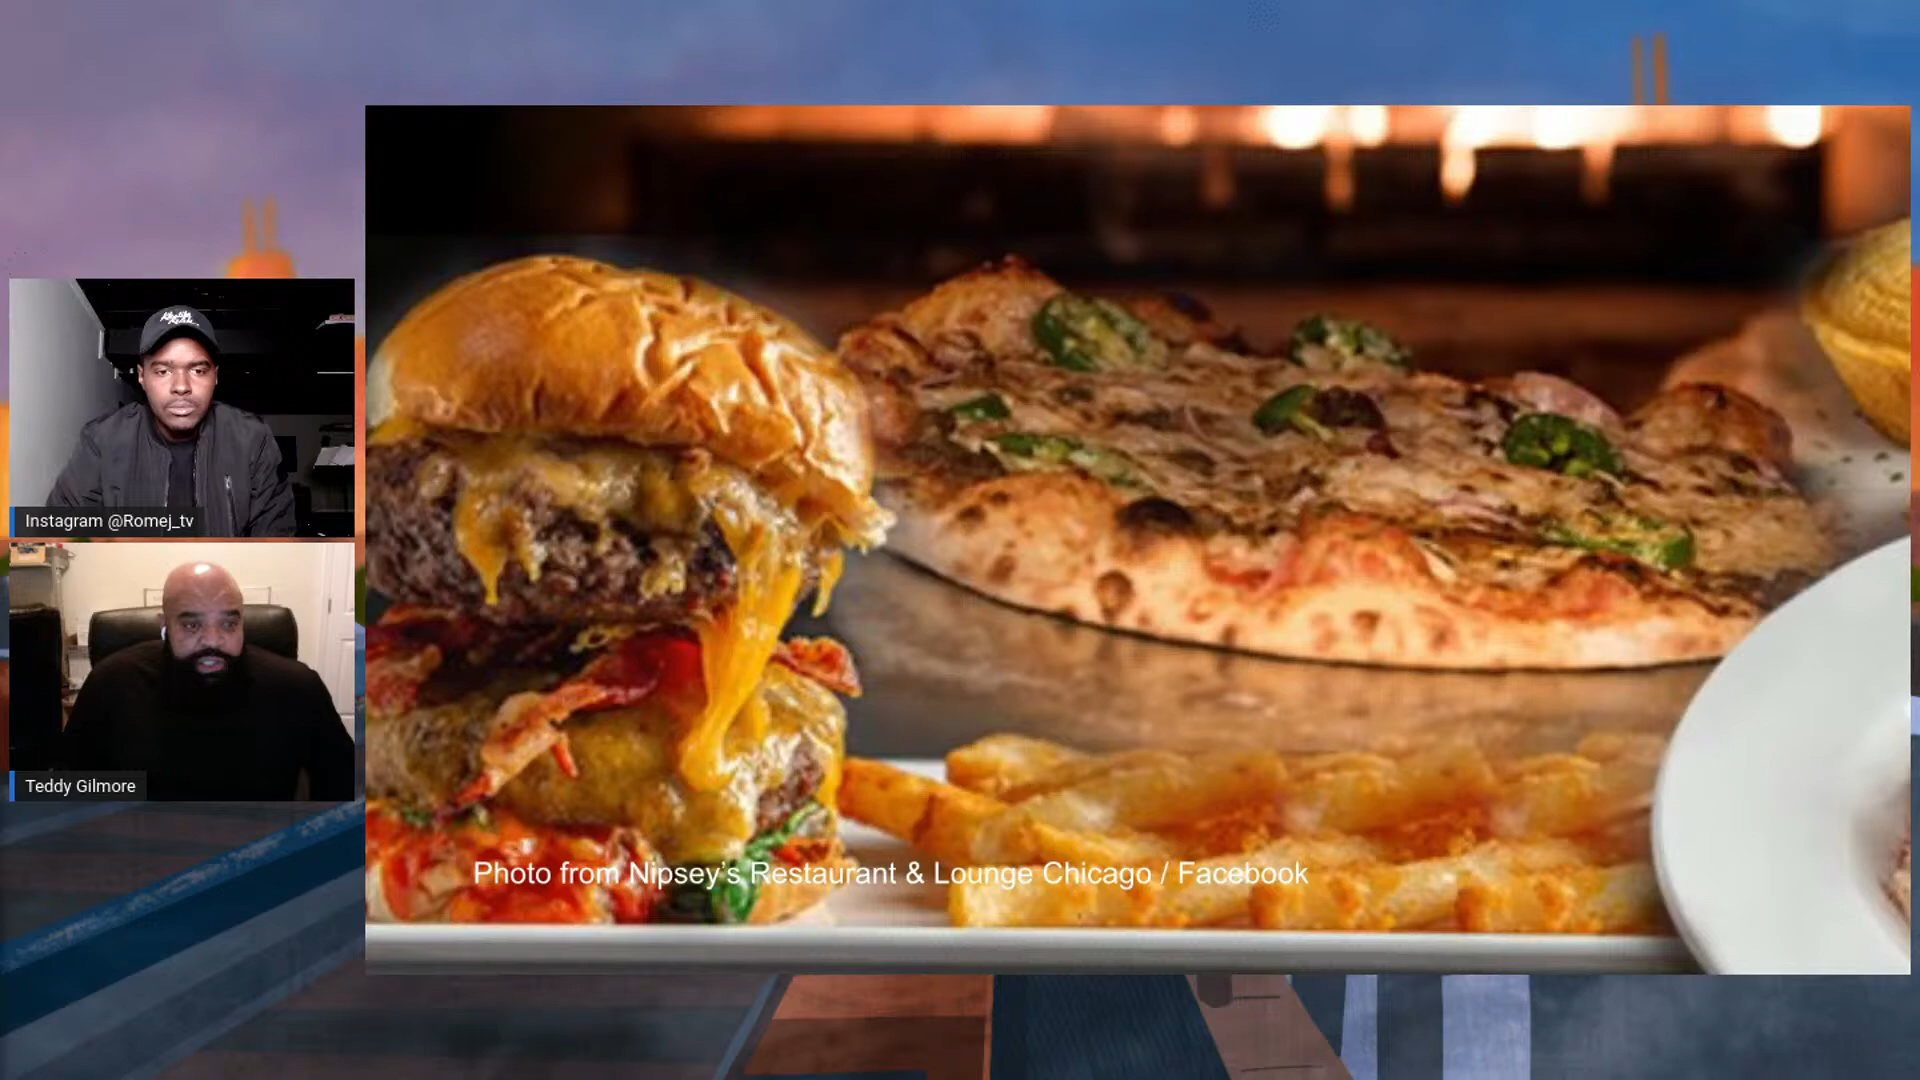 Instagram @Romej_tv
Teddy Gilmore
Photo from Nipsey's Restaurant & Lounge Chicago / Facebook